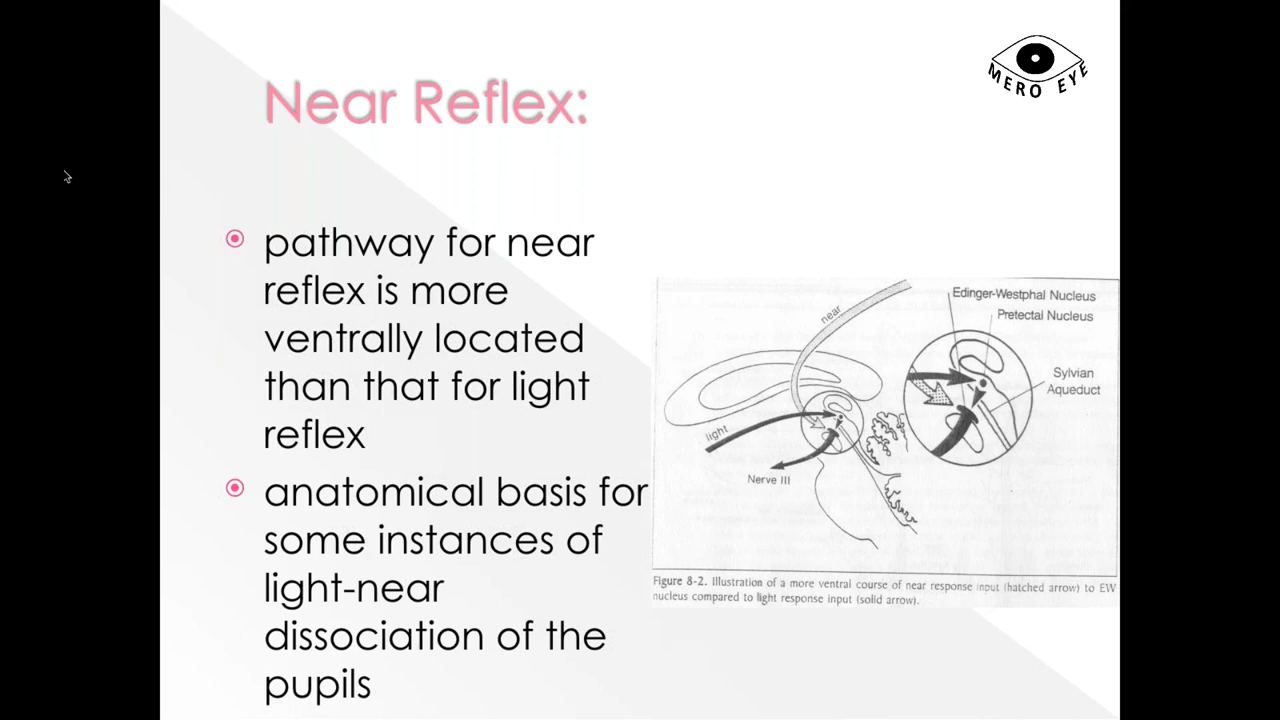 MERO EYE
Near Reflex:
pathway for near
reflex is more
ventrally located
than that for light
reflex
anatomical basis for
some instances of
light-near
dissociation of the
pupils
near
light
Nerve III
Edinger-Westphal Nucleus
Pretectal Nucleus
Sylvian
Aqueduct
Figure 8-2. Illustration of a more ventral course of near response input (hatched arrow) to EW
nucleus compared to light response input (solid arrow).